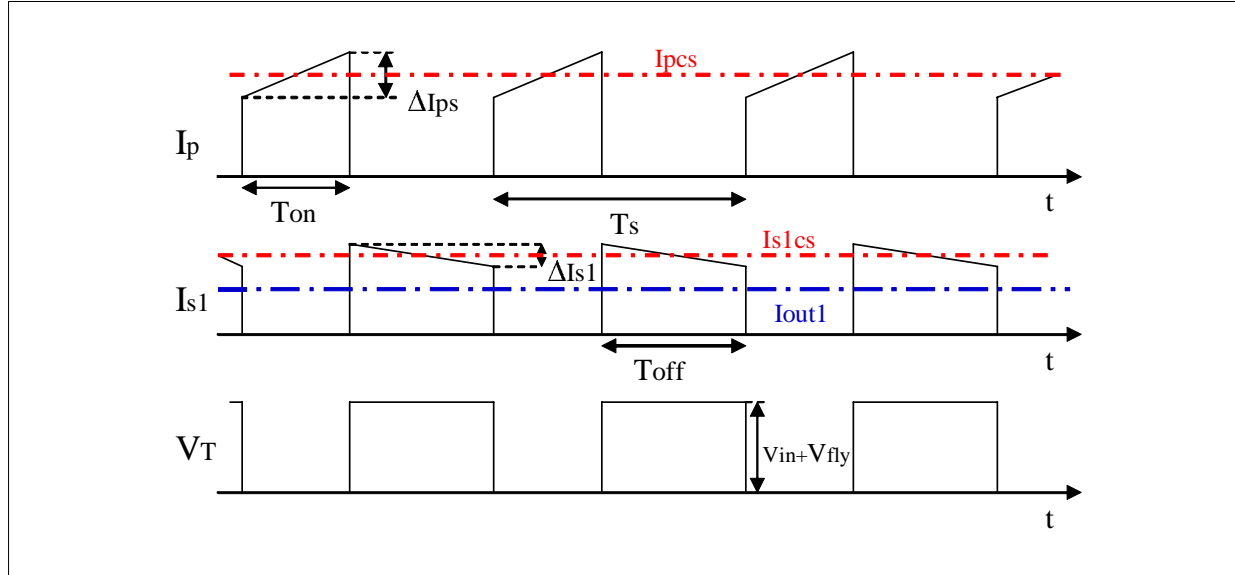 Ipcs
ΔIps
Ip
t
Ton
Ts
Is1cs
ΔIs1
Is1
Iout1
t
Toff
VT
Vin+Vfly
t